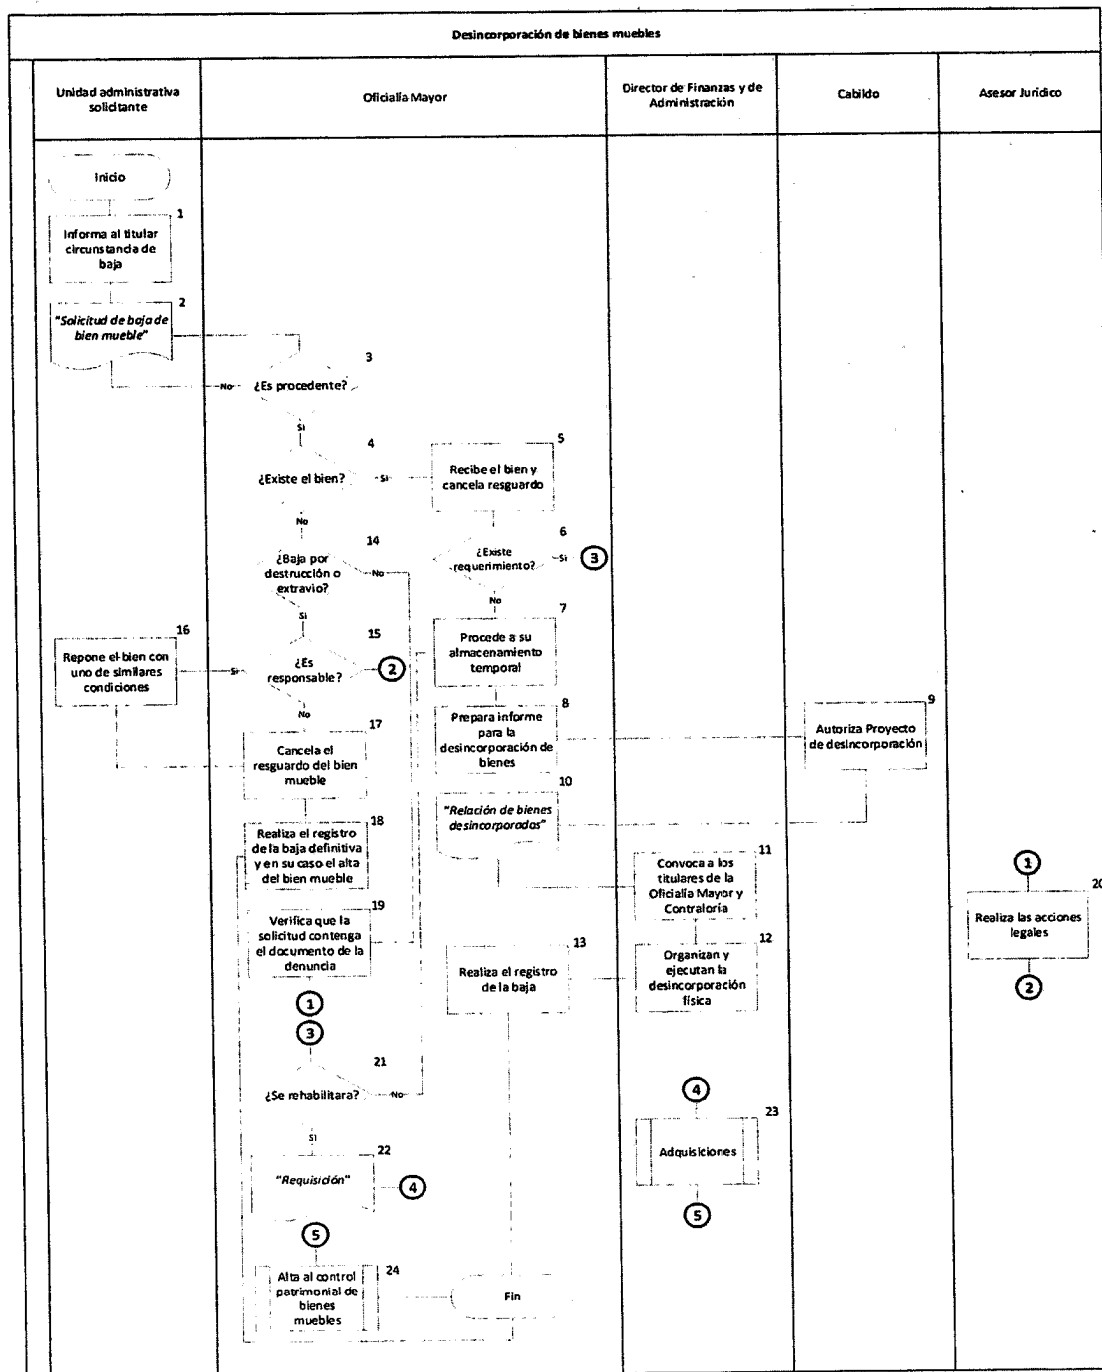 Desincorporación de bienes muebles
Unidad administrativa
solicitante
Oficialía Mayor
Director de Finanzas y de
Administración
Cabildo
Asesor Jurídico
Inicio
1
Informa al titular
circunstancia de
baja
2
"Solicitud de baja de
bien mueble"
3
No
¿Es procedente?
Si
4
¿Existe el bien?
Si
5
Recibe el bien y
cancela resguardo
No
6
¿Existe
requerimiento?
Si
3
14
¿Baja por
destrucción o
extravio?
No
No
7
Procede a su
almacenamiento
temporal
Si
15
¿Es
responsable?
2
16
Repone el bien con
uno de similares
condiciones
Si
No
8
Prepara informe
para la
desincorporación de
bienes
9
Autoriza Proyecto
de desincorporación
17
Cancela el
resguardo del bien
mueble
10
"Relación de bienes
desincorporados"
18
Realiza el registro
de la baja definitiva
y en su caso el alta
del bien mueble
11
Convoca a los
titulares de la
Oficialía Mayor y
Contraloría
1
20
Realiza las acciones
legales
2
19
Verifica que la
solicitud contenga
el documento de la
denuncia
13
Realiza el registro
de la baja
12
Organizan y
ejecutan la
desincorporación
física
1
3
21
¿Se rehabilitara?
No
Si
4
23
Adquisiciones
5
22
"Requisición"
4
5
24
Alta al control
patrimonial de
bienes
muebles
Fin